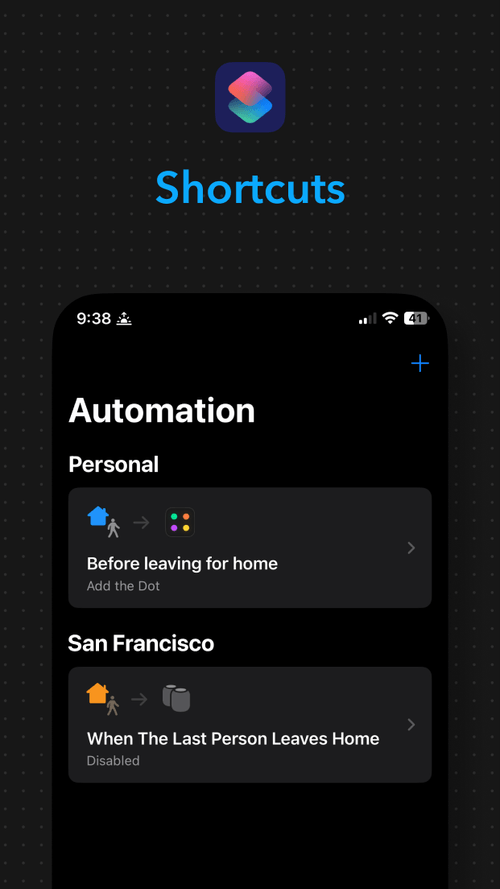 Shortcuts
9:38
41
Automation
Personal
Before leaving for home
Add the Dot
San Francisco
When The Last Person Leaves Home
Disabled